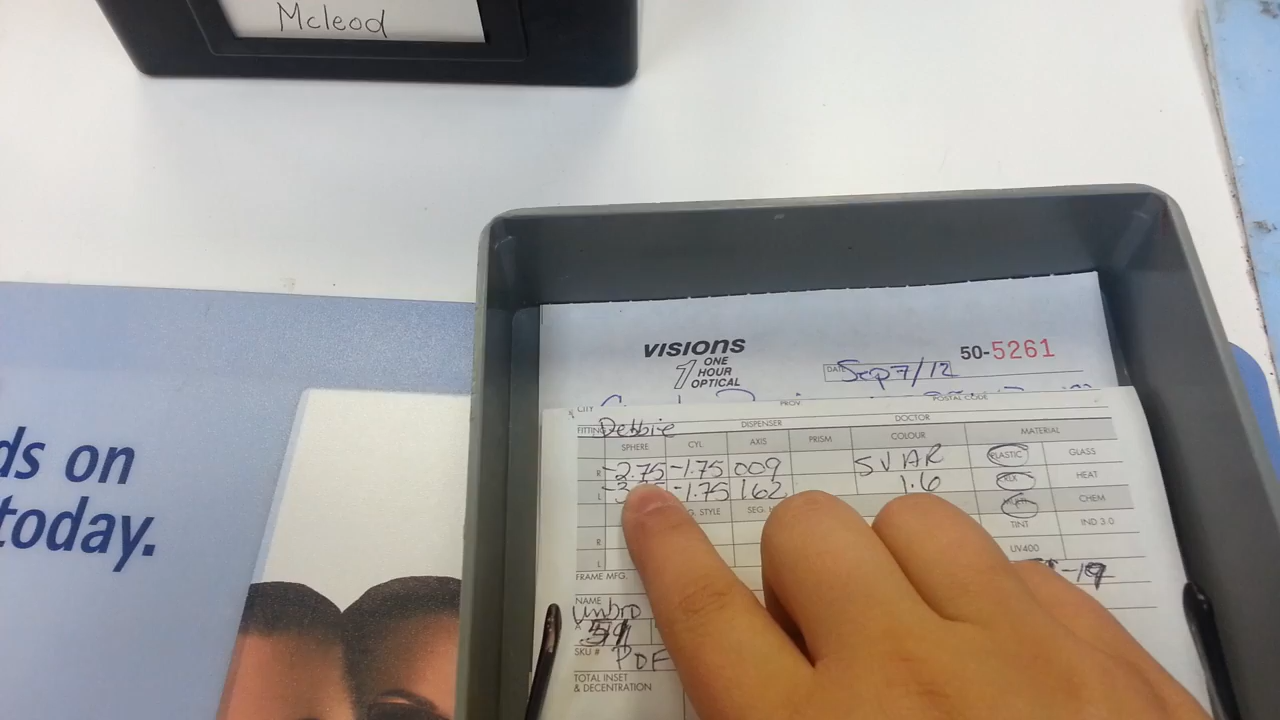 Mcleod
ds on
today.
VISIONS
1 ONE
HOUR
OPTICAL
50-5261
DATE Sep 7/12
CITY PROV. POSTAL CODE
FITTING Debbie DISPENSER DOCTOR
SPHERE CYL AXIS PRISM COLOUR MATERIAL
R -2.75 -1.75 009 SV AR PLASTIC GLASS
L -1.75 162 1.6 HEAT
CHEM
STYLE SEG.
TINT IND 3.0
R
UV400
L
FRAME MFG. -19
NAME
Umbro
SKU # PDF
TOTAL INSET
& DECENTRATION